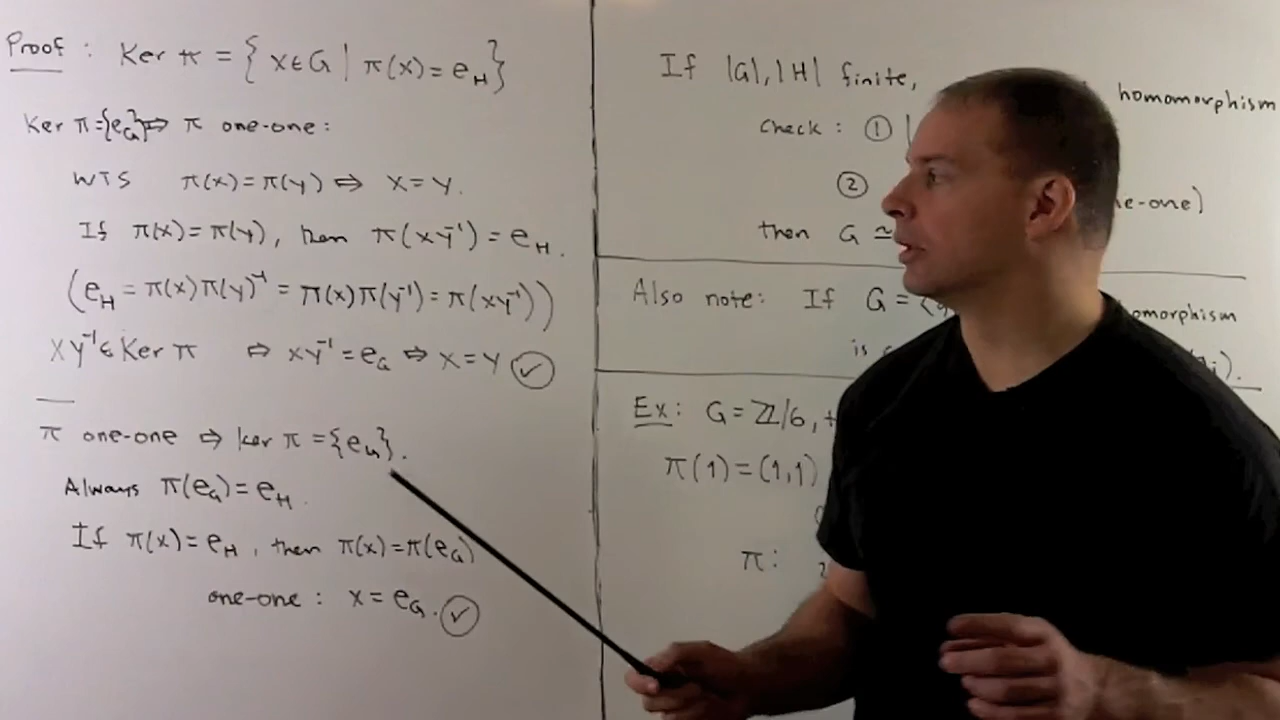 Proof : Ker π = { x∈G | π(x) = e_H }
Ker π = {e_G} ⇒ π one-one :
WTS π(x) = π(y) ⇒ x = y.
If π(x) = π(y), then π(xy⁻¹) = e_H.
(e_H = π(x)π(y)⁻¹ = π(x)π(y⁻¹) = π(xy⁻¹))
xy⁻¹ ∈ Ker π ⇒ xy⁻¹ = e_G ⇒ x = y ✓
π one-one ⇒ Ker π = {e_G}.
Always π(e_G) = e_H.
If π(x) = e_H, then π(x) = π(e_G)
one-one : x = e_G. ✓
If |G|, |H| finite, homomorphism
Check : ①
②
then G ≅
Also note: If G =
is
Ex: G = ℤ/6, +
π(1) = (1,1)
π :